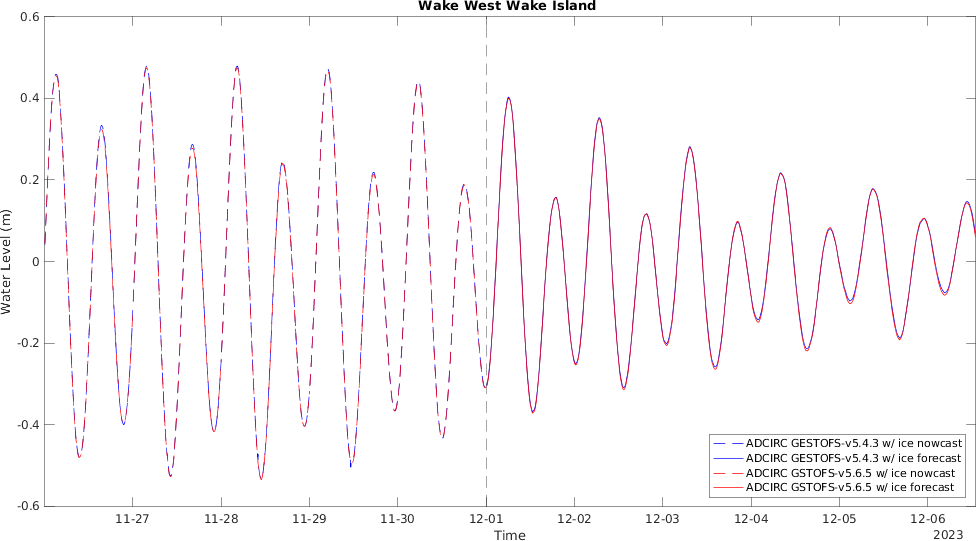 Wake West Wake Island
0.6
0.4
0.2
0
-0.2
-0.4
-0.6
Water Level (m)
11-27 11-28 11-29 11-30 12-01 12-02 12-03 12-04 12-05 12-06
Time
2023
ADCIRC GESTOFS-v5.4.3 w/ ice nowcast
ADCIRC GESTOFS-v5.4.3 w/ ice forecast
ADCIRC GSTOFS-v5.6.5 w/ ice nowcast
ADCIRC GSTOFS-v5.6.5 w/ ice forecast